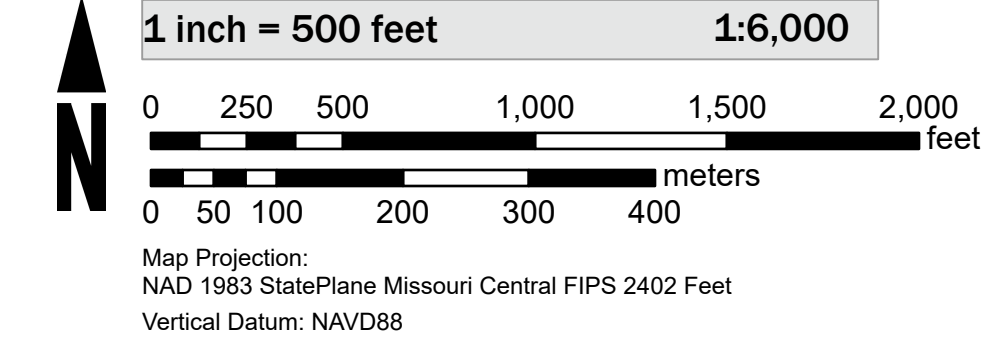 1 inch = 500 feet 1:6,000
0 250 500 1,000 1,500 2,000
feet
meters
0 50 100 200 300 400
N
Map Projection:
NAD 1983 StatePlane Missouri Central FIPS 2402 Feet
Vertical Datum: NAVD88